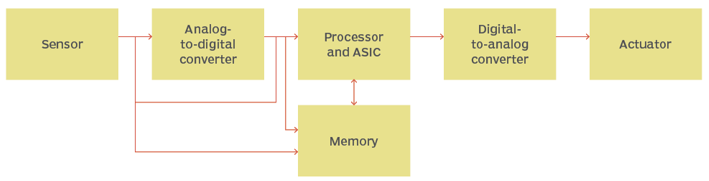 Sensor
Analog-
to-digital
converter
Processor
and ASIC
Digital-
to-analog
converter
Actuator
Memory